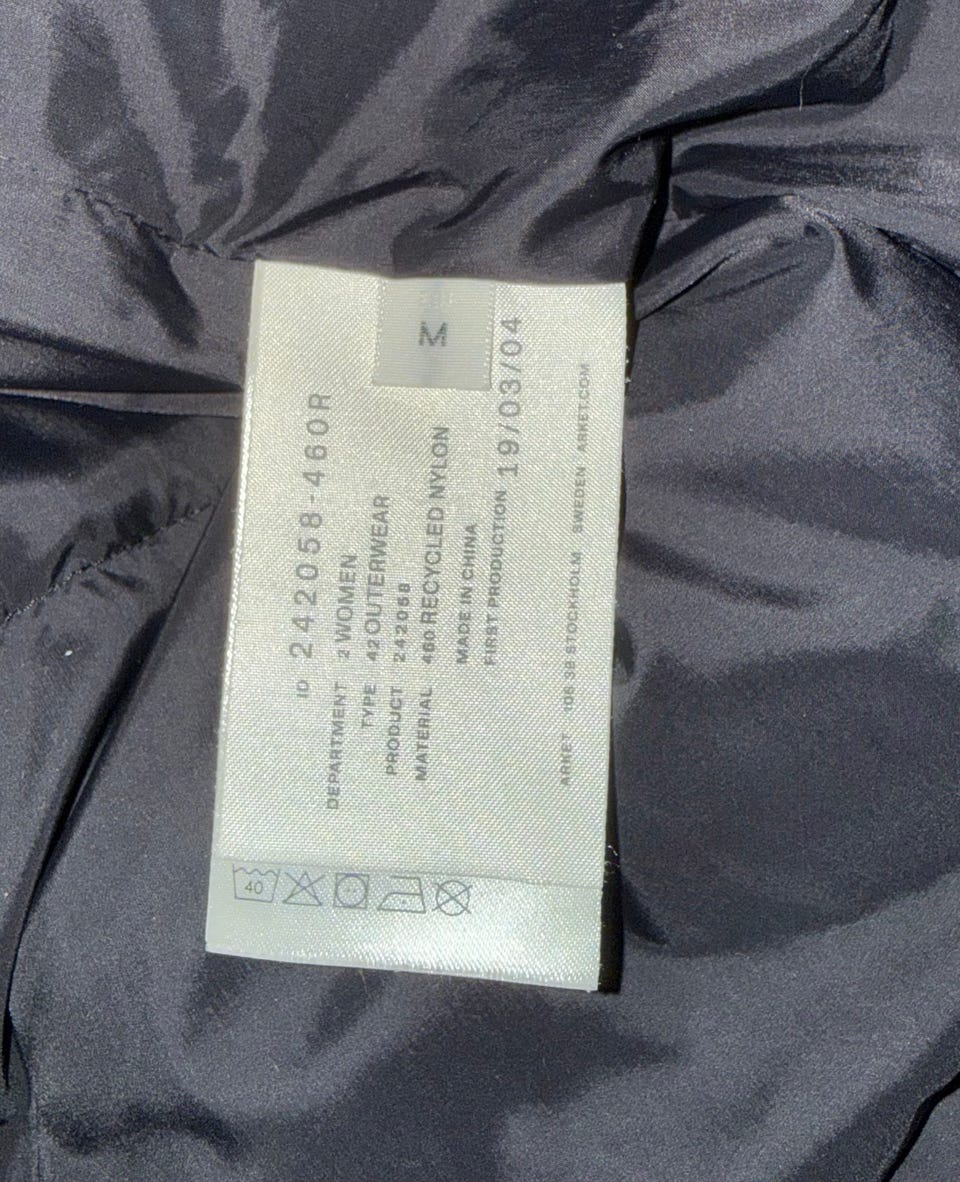 M
ID 242058-460R
DEPARTMENT 2 WOMEN
TYPE 42 OUTERWEAR
PRODUCT 242058
MATERIAL 460 RECYCLED NYLON
MADE IN CHINA
FIRST PRODUCTION 19/03/04
ARKET 106 38 STOCKHOLM SWEDEN ARKET.COM
40